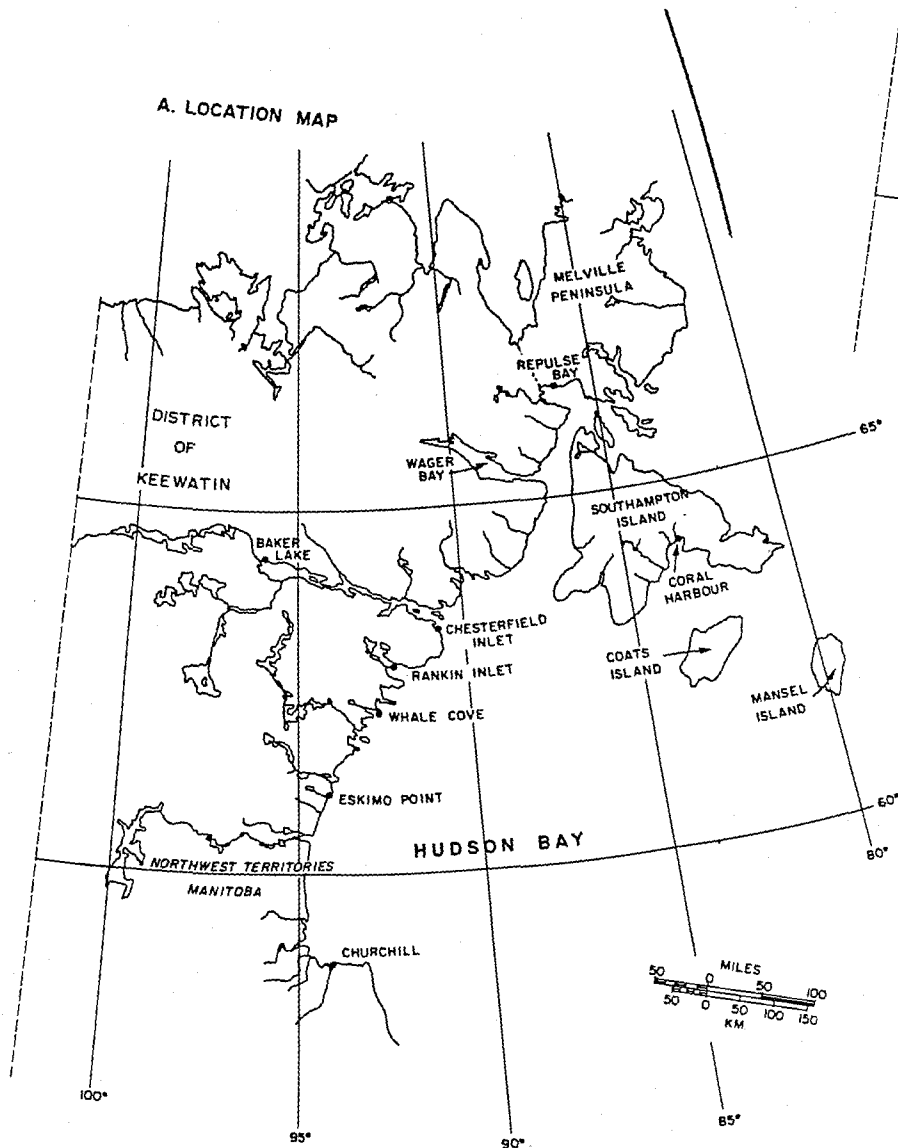 A. LOCATION MAP
MELVILLE
PENINSULA
REPULSE
BAY
DISTRICT
OF
KEEWATIN
WAGER
BAY
65°
SOUTHAMPTON
ISLAND
BAKER
LAKE
CORAL
HARBOUR
CHESTERFIELD
INLET
COATS
ISLAND
RANKIN INLET
MANSEL
ISLAND
WHALE COVE
ESKIMO POINT
60°
HUDSON BAY
80°
NORTHWEST TERRITORIES
MANITOBA
CHURCHILL
MILES
50 0 50 100
50 0 50 100 150
KM.
100°
95°
90°
85°